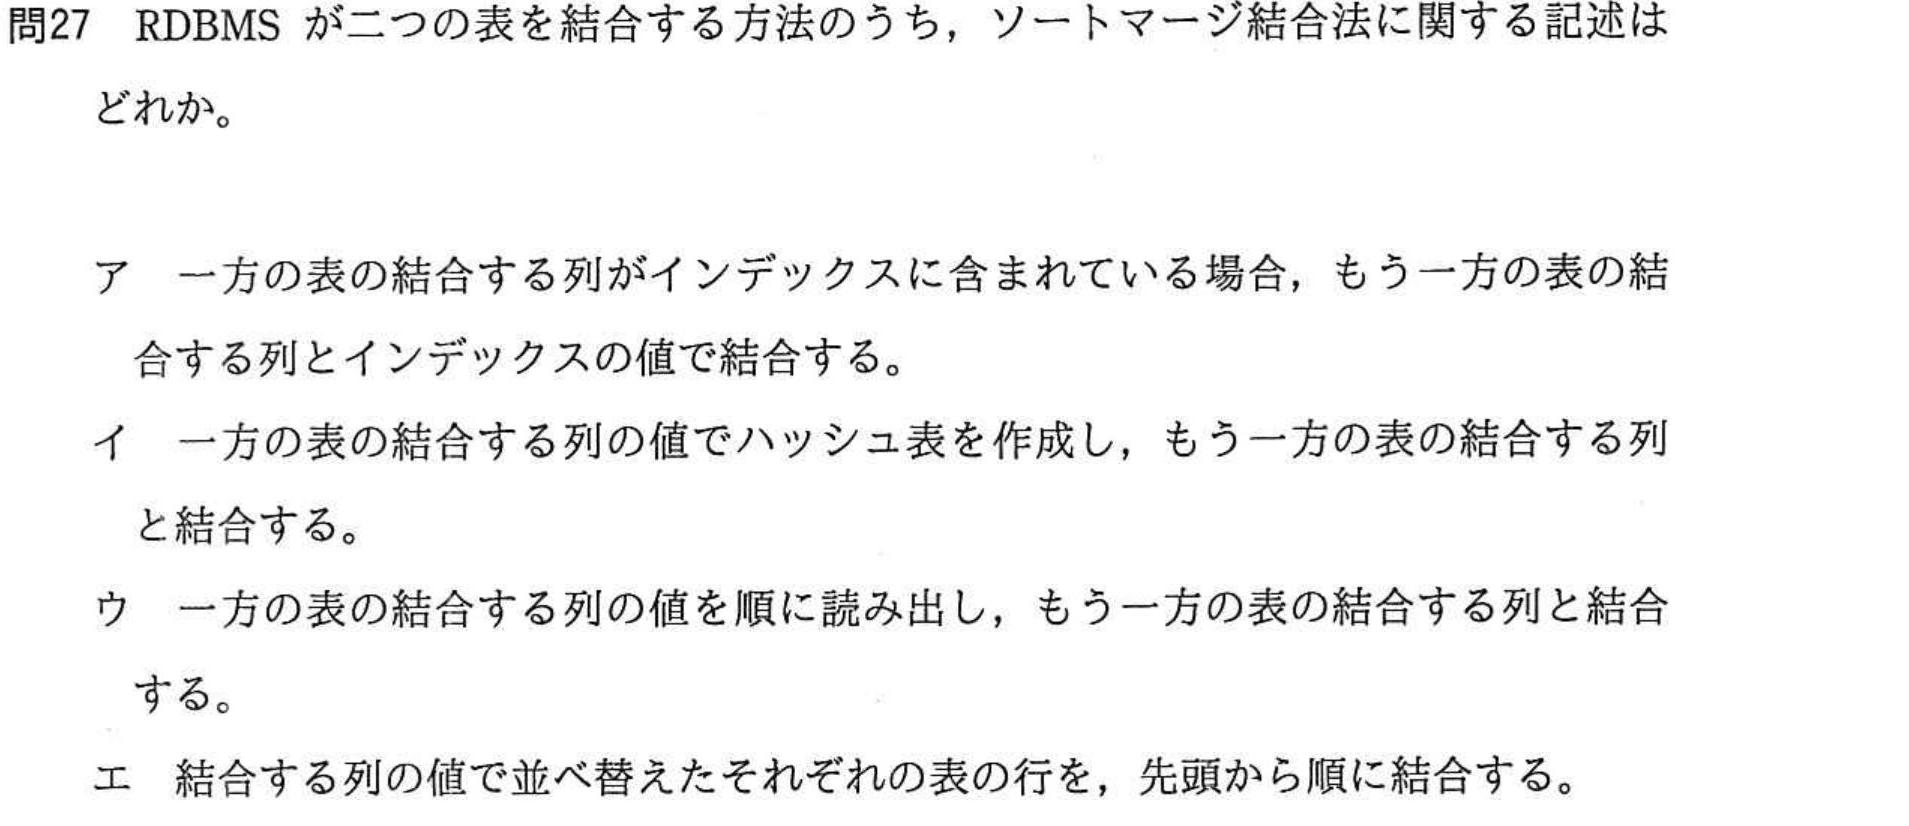 問27　RDBMS が二つの表を結合する方法のうち，ソートマージ結合法に関する記述は
どれか。
ア　一方の表の結合する列がインデックスに含まれている場合，もう一方の表の結
合する列とインデックスの値で結合する。
イ　一方の表の結合する列の値でハッシュ表を作成し，もう一方の表の結合する列
と結合する。
ウ　一方の表の結合する列の値を順に読み出し，もう一方の表の結合する列と結合
する。
エ　結合する列の値で並べ替えたそれぞれの表の行を，先頭から順に結合する。